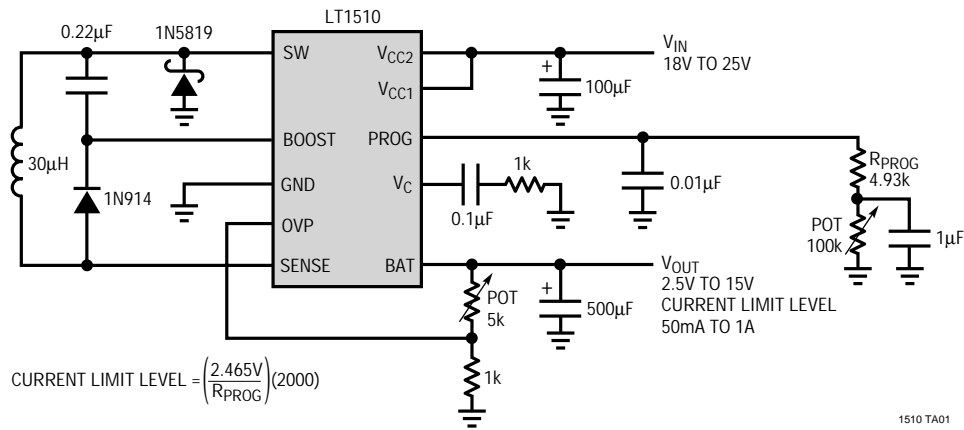 LT1510
0.22µF
1N5819
SW
VCC2
VCC1
VIN
18V TO 25V
+
100µF
BOOST
PROG
30µH
1N914
GND
VC
1k
0.1µF
0.01µF
RPROG
4.93k
POT
100k
1µF
OVP
SENSE
BAT
POT
5k
+
500µF
VOUT
2.5V TO 15V
CURRENT LIMIT LEVEL
50mA TO 1A
1k
CURRENT LIMIT LEVEL = (2.465V / RPROG)(2000)
1510 TA01